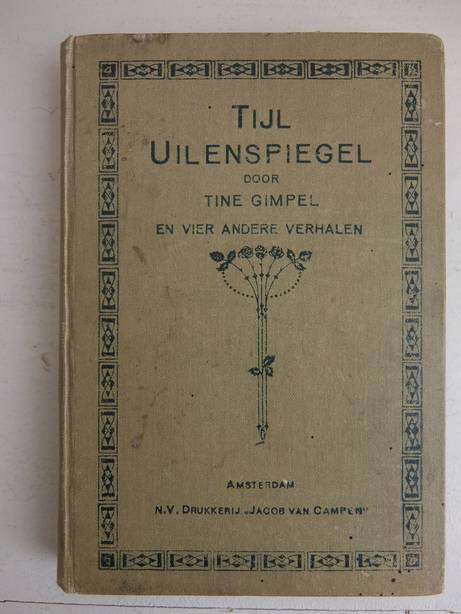 TIJL
UILENSPIEGEL
DOOR
TINE GIMPEL
EN VIER ANDERE VERHALEN
AMSTERDAM
N.V. DRUKKERIJ „JACOB VAN CAMPEN"